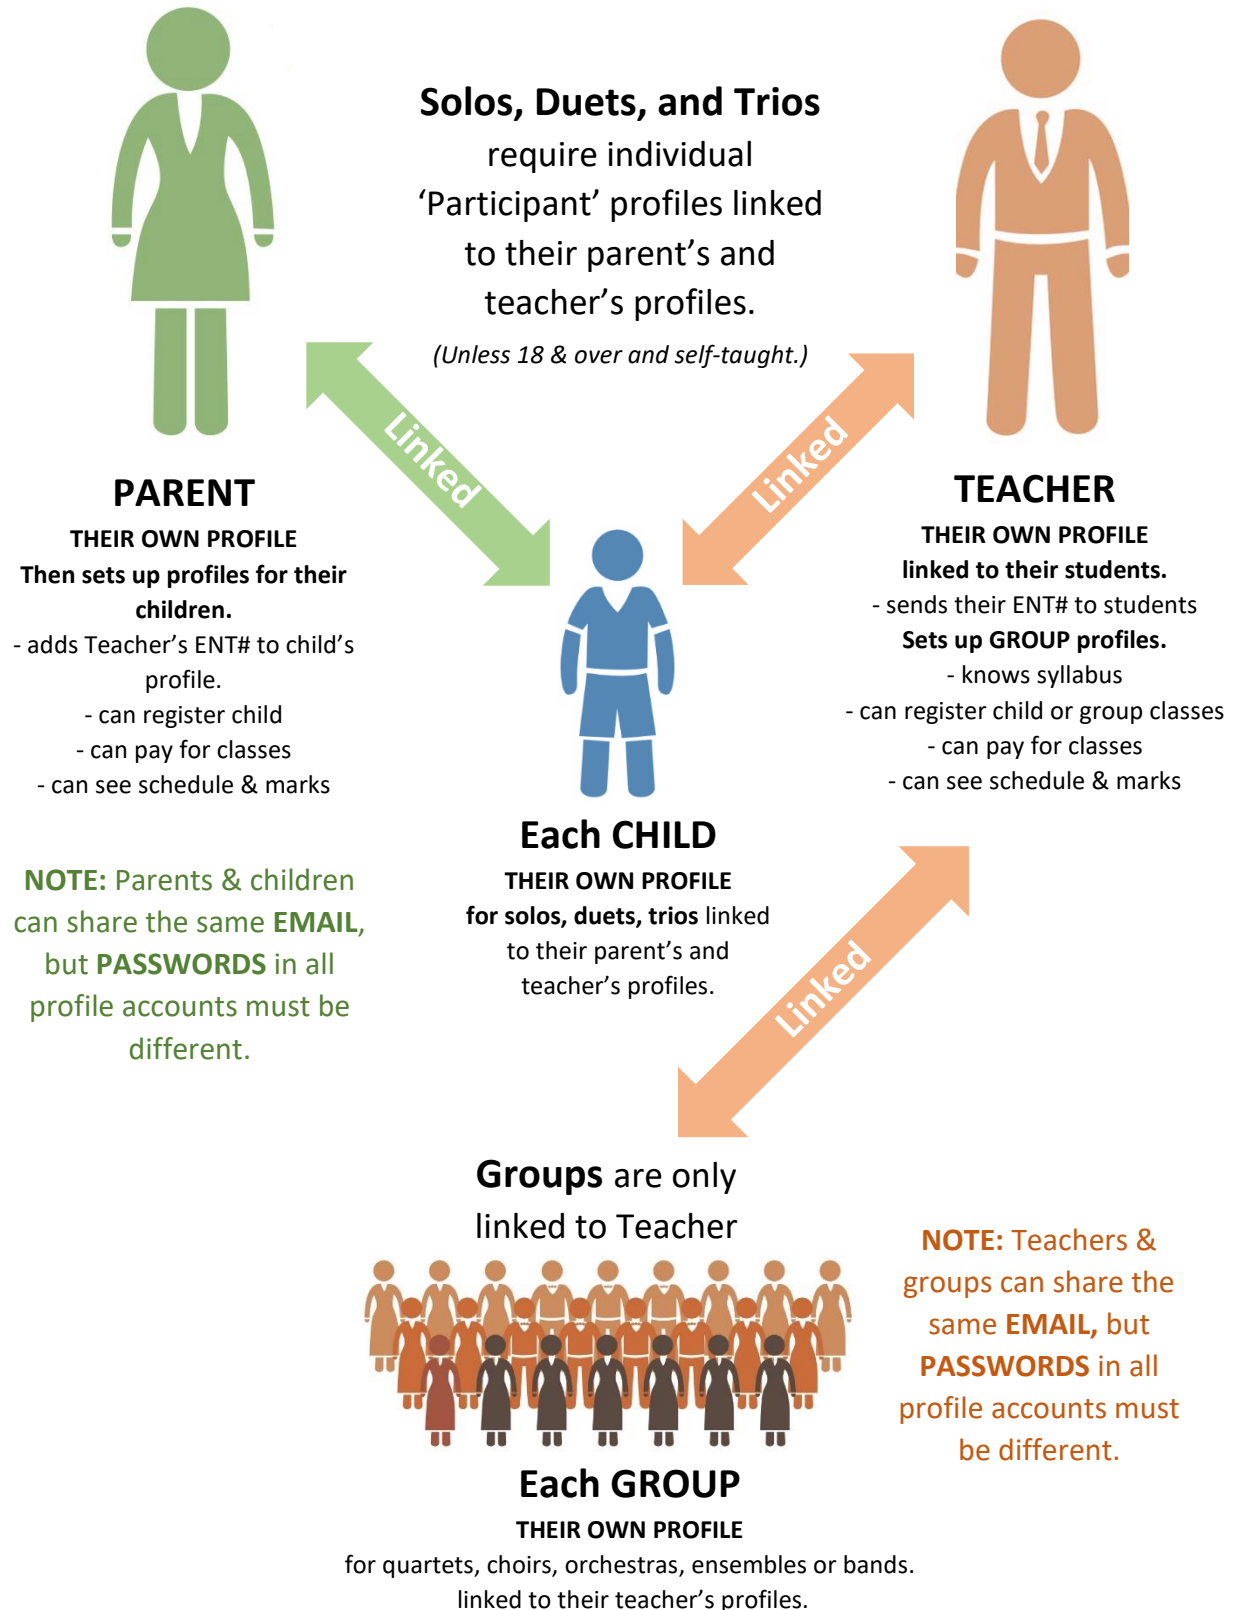 Solos, Duets, and Trios
require individual
‘Participant’ profiles linked
to their parent’s and
teacher’s profiles.
(Unless 18 & over and self-taught.)
Linked
Linked
PARENT
THEIR OWN PROFILE
Then sets up profiles for their
children.
- adds Teacher’s ENT# to child’s
profile.
- can register child
- can pay for classes
- can see schedule & marks
TEACHER
THEIR OWN PROFILE
linked to their students.
- sends their ENT# to students
Sets up GROUP profiles.
- knows syllabus
- can register child or group classes
- can pay for classes
- can see schedule & marks
Each CHILD
THEIR OWN PROFILE
for solos, duets, trios linked
to their parent’s and
teacher’s profiles.
NOTE: Parents & children
can share the same EMAIL,
but PASSWORDS in all
profile accounts must be
different.
Linked
Groups are only
linked to Teacher
NOTE: Teachers &
groups can share the
same EMAIL, but
PASSWORDS in all
profile accounts must
be different.
Each GROUP
THEIR OWN PROFILE
for quartets, choirs, orchestras, ensembles or bands.
linked to their teacher’s profiles.